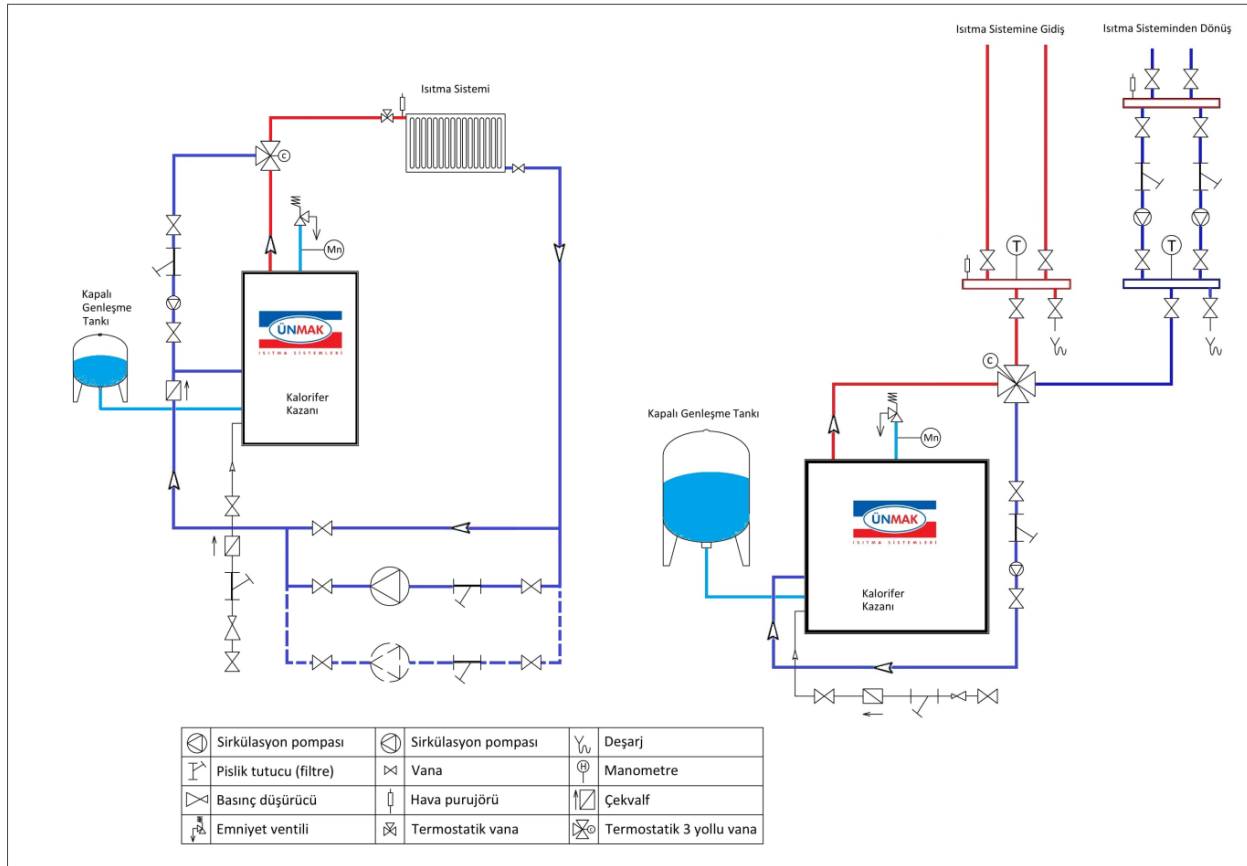 Isıtma Sistemine Gidiş
Isıtma Sisteminden Dönüş
Isıtma Sistemi
C
Mn
Kapalı
Genleşme
Tankı
ÜNMAK
ISITMA SİSTEMLERİ
Kalorifer
Kazanı
T
T
C
Kapalı Genleşme Tankı
Mn
ÜNMAK
ISITMA SİSTEMLERİ
Kalorifer
Kazanı
Sirkülasyon pompası
Sirkülasyon pompası
Deşarj
Pislik tutucu (filtre)
Vana
H
Manometre
Basınç düşürücü
Hava purujörü
Çekvalf
Emniyet ventili
Termostatik vana
C
Termostatik 3 yollu vana